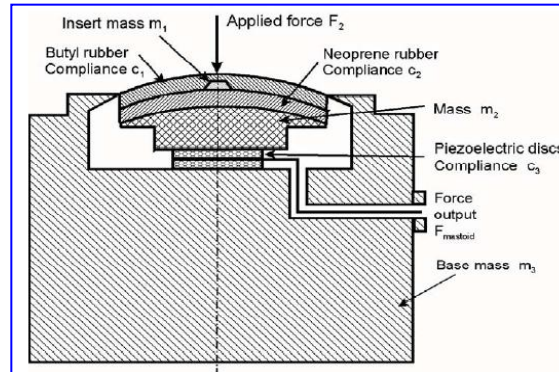 Insert mass m1
Applied force F2
Butyl rubber
Compliance c1
Neoprene rubber
Compliance c2
Mass m2
Piezoelectric discs
Compliance c3
Force
output
Fmastoid
Base mass m3